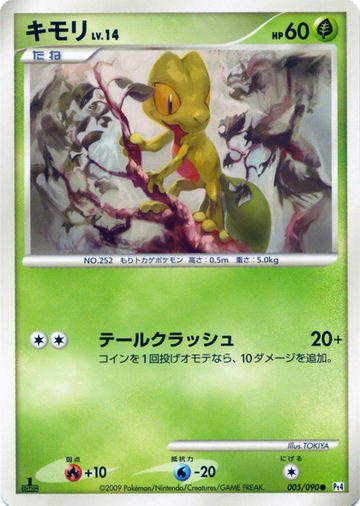 キモリ LV.14 HP60
たね
NO.252 もりトカゲポケモン 高さ:0.5m 重さ:5.0kg
テールクラッシュ 20+
コインを1回投げオモテなら、10ダメージを追加。
Illus.TOKIYA
弱点 抵抗力 にげる
+10 -20
1 EDITION 005/090 Pt4
©2009 Pokémon/Nintendo/Creatures/GAME FREAK.